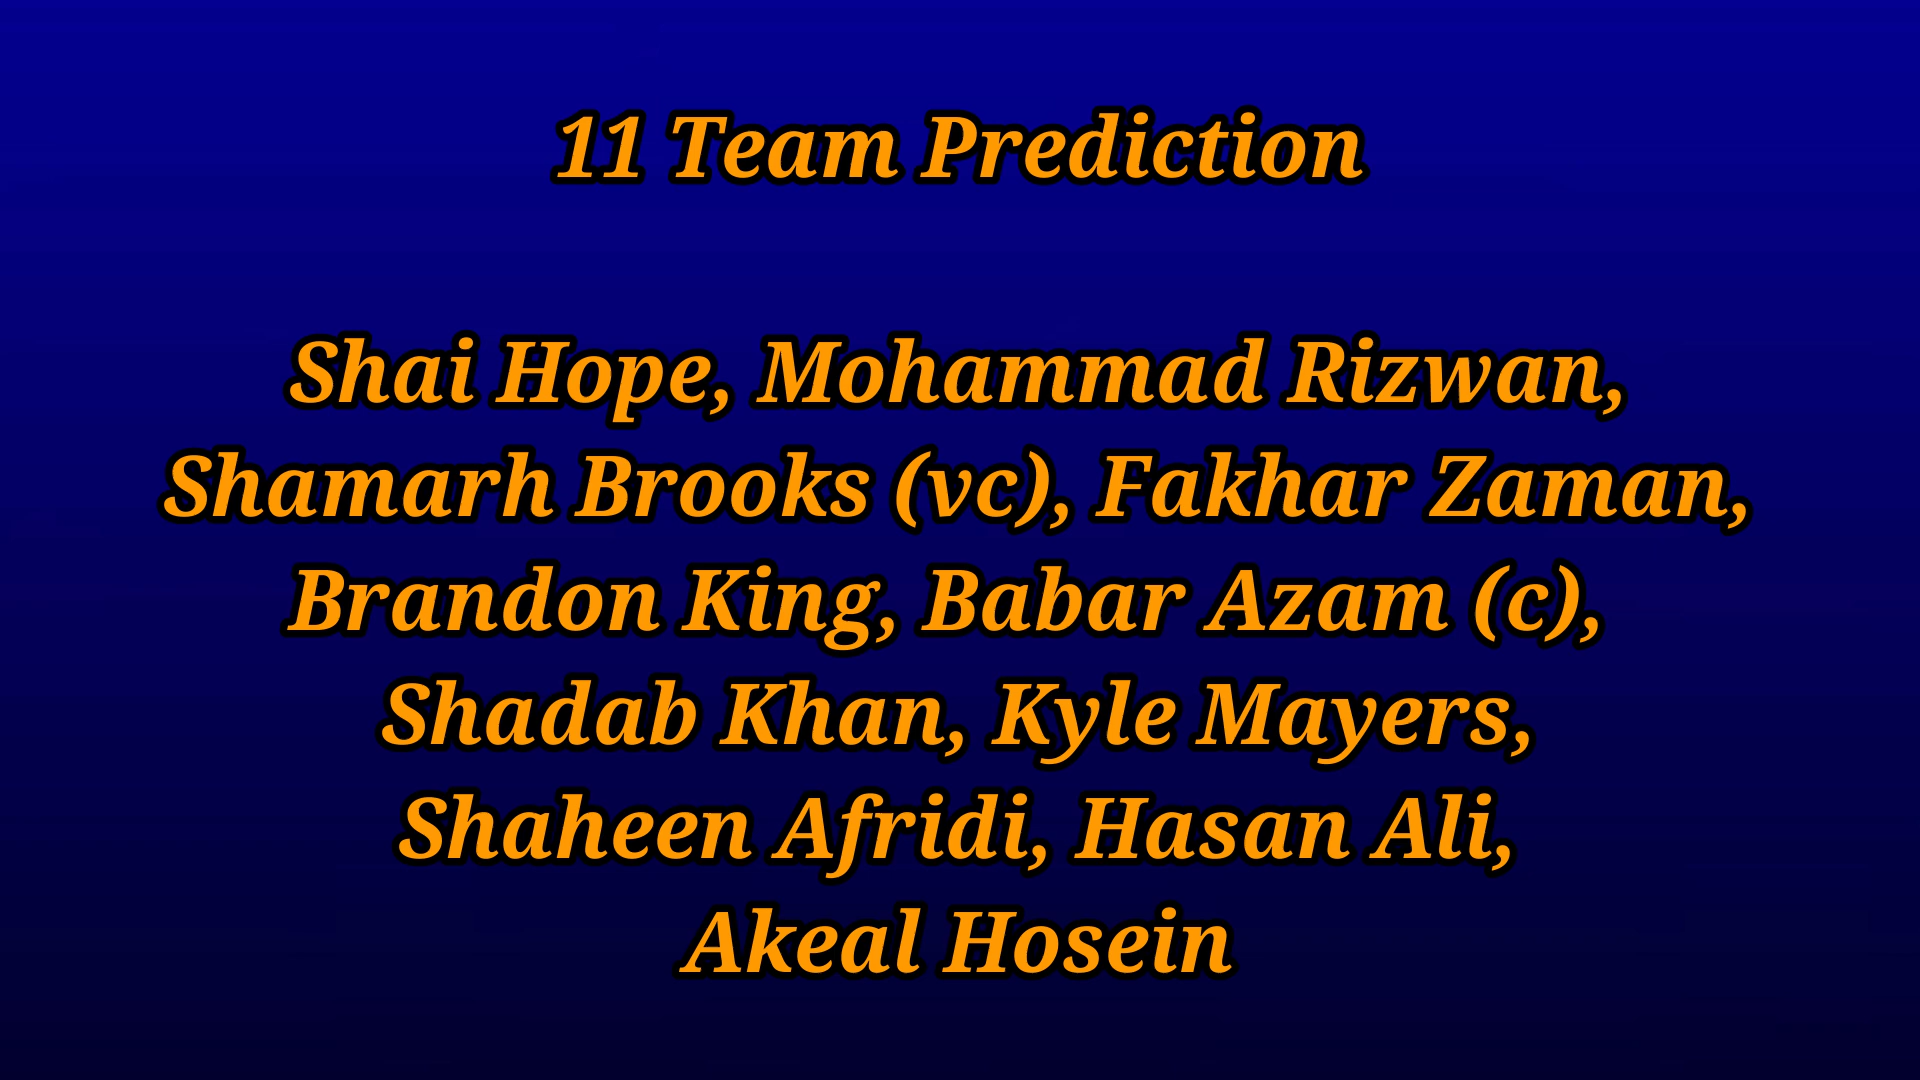 11 Team Prediction
Shai Hope, Mohammad Rizwan,
Shamarh Brooks (vc), Fakhar Zaman,
Brandon King, Babar Azam (c),
Shadab Khan, Kyle Mayers,
Shaheen Afridi, Hasan Ali,
Akeal Hosein